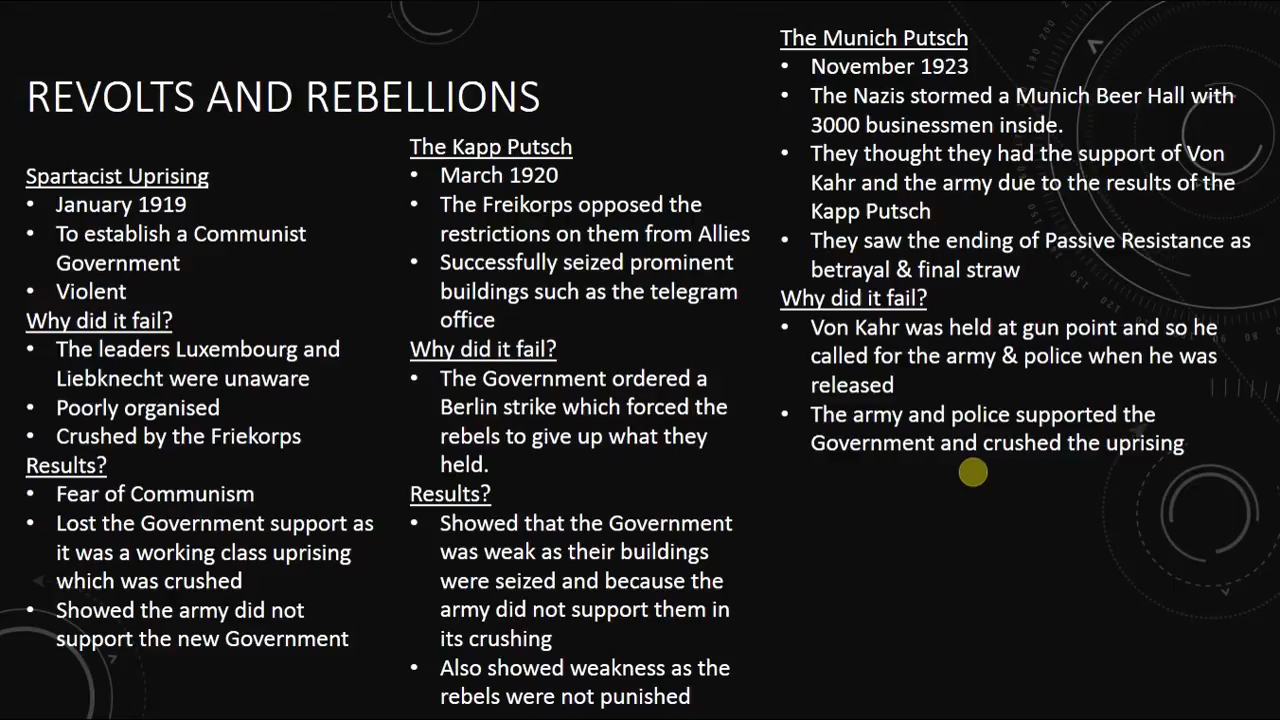 REVOLTS AND REBELLIONS
Spartacist Uprising
• January 1919
• To establish a Communist
Government
• Violent
Why did it fail?
• The leaders Luxembourg and
Liebknecht were unaware
• Poorly organised
• Crushed by the Friekorps
Results?
• Fear of Communism
• Lost the Government support as
it was a working class uprising
which was crushed
• Showed the army did not
support the new Government
The Kapp Putsch
• March 1920
• The Freikorps opposed the
restrictions on them from Allies
• Successfully seized prominent
buildings such as the telegram
office
Why did it fail?
• The Government ordered a
Berlin strike which forced the
rebels to give up what they
held.
Results?
• Showed that the Government
was weak as their buildings
were seized and because the
army did not support them in
its crushing
• Also showed weakness as the
rebels were not punished
The Munich Putsch
• November 1923
• The Nazis stormed a Munich Beer Hall with
3000 businessmen inside.
• They thought they had the support of Von
Kahr and the army due to the results of the
Kapp Putsch
• They saw the ending of Passive Resistance as
betrayal & final straw
Why did it fail?
• Von Kahr was held at gun point and so he
called for the army & police when he was
released
• The army and police supported the
Government and crushed the uprising